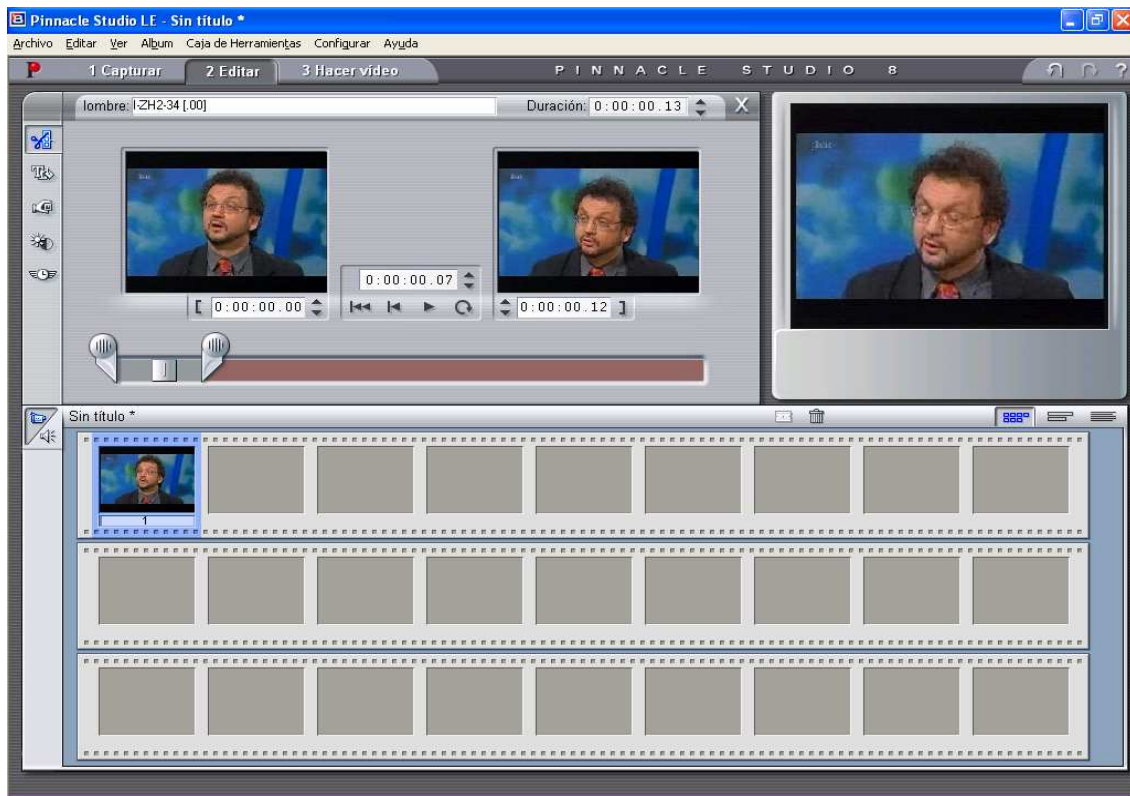 Pinnacle Studio LE - Sin título *
Archivo Editar Ver Album Caja de Herramientas Configurar Ayuda
1 Capturar 2 Editar 3 Hacer vídeo PINNACLE STUDIO 8
lombre: I-ZH2-34 [.00] Duración: 0:00:00.13 X
0:00:00.07
[ 0:00:00.00 0:00:00.12 ]
Sin título *
1